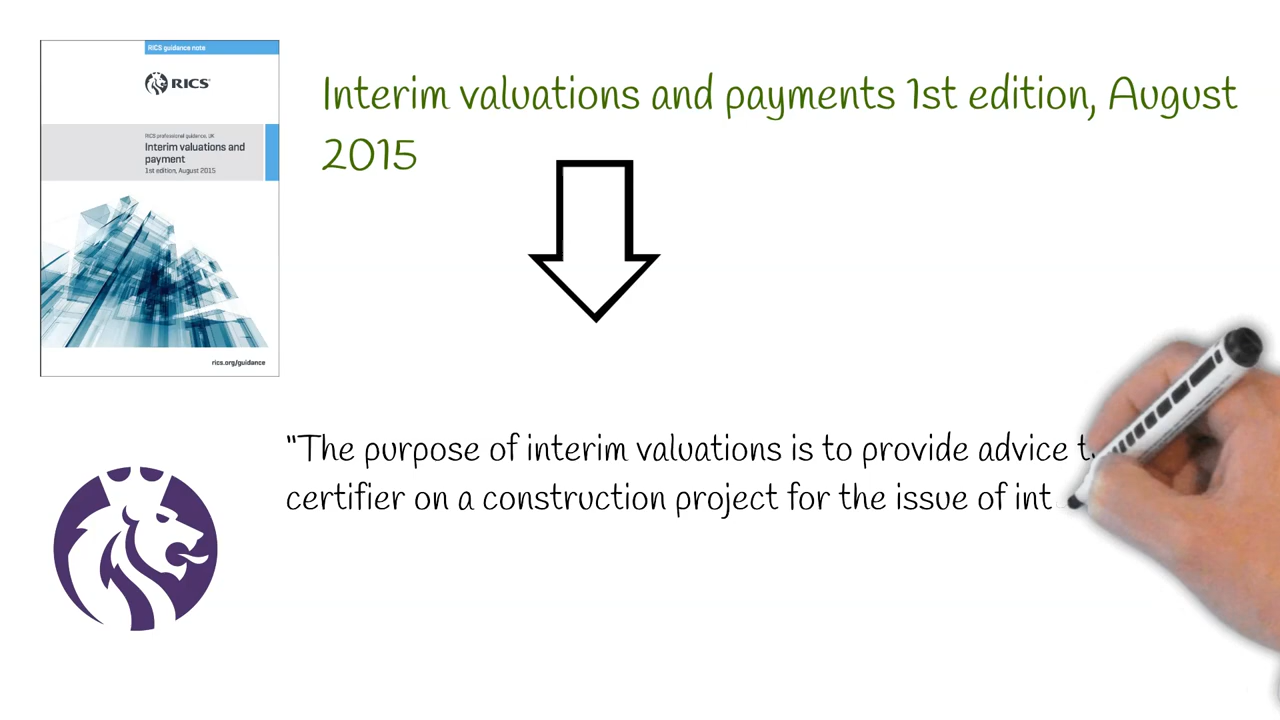 RICS guidance note
RICS
RICS professional guidance, UK
Interim valuations and
payment
1st edition, August 2015
rics.org/guidance
Interim valuations and payments 1st edition, August
2015
"The purpose of interim valuations is to provide advice
certifier on a construction project for the issue of